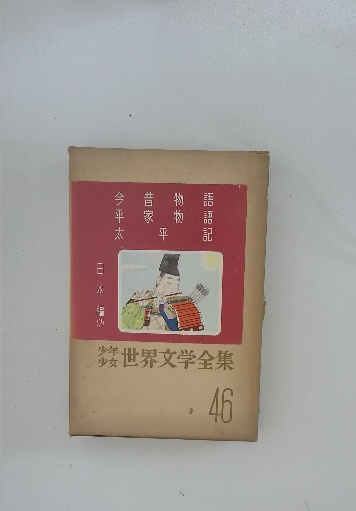 今昔物語
平家物語
太平記
日本編
少年少女世界文学全集
46